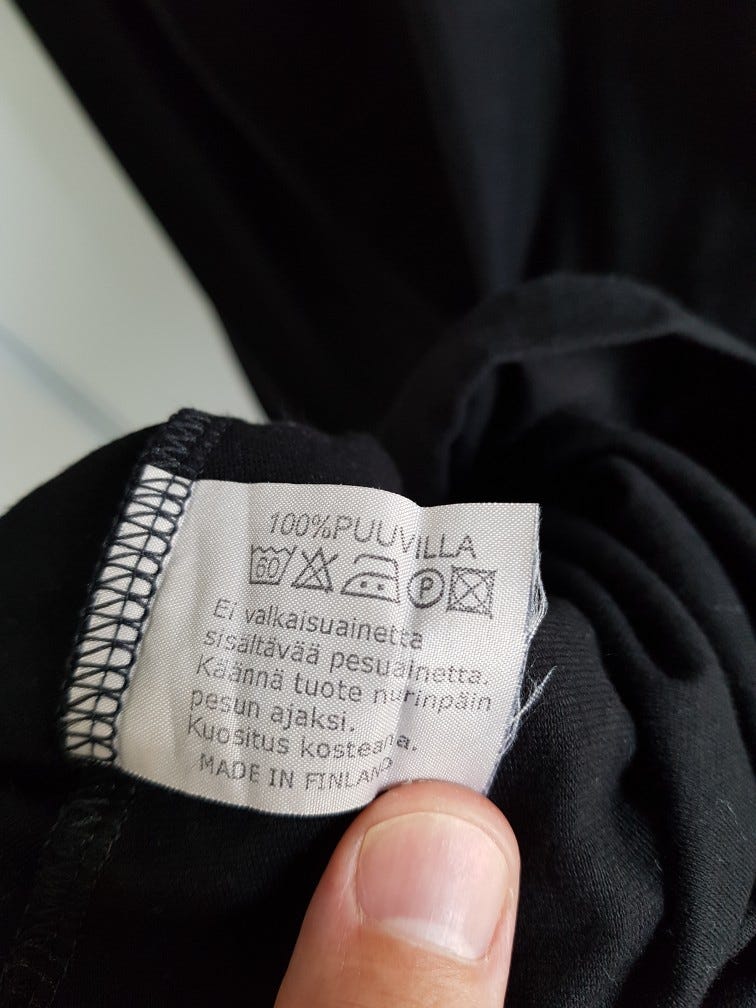 100%PUUVILLA
60 P
Ei valkaisuainetta
sisältävää pesuainetta.
Käännä tuote nurinpäin
pesun ajaksi.
Kuositus kosteana.
MADE IN FINLAND